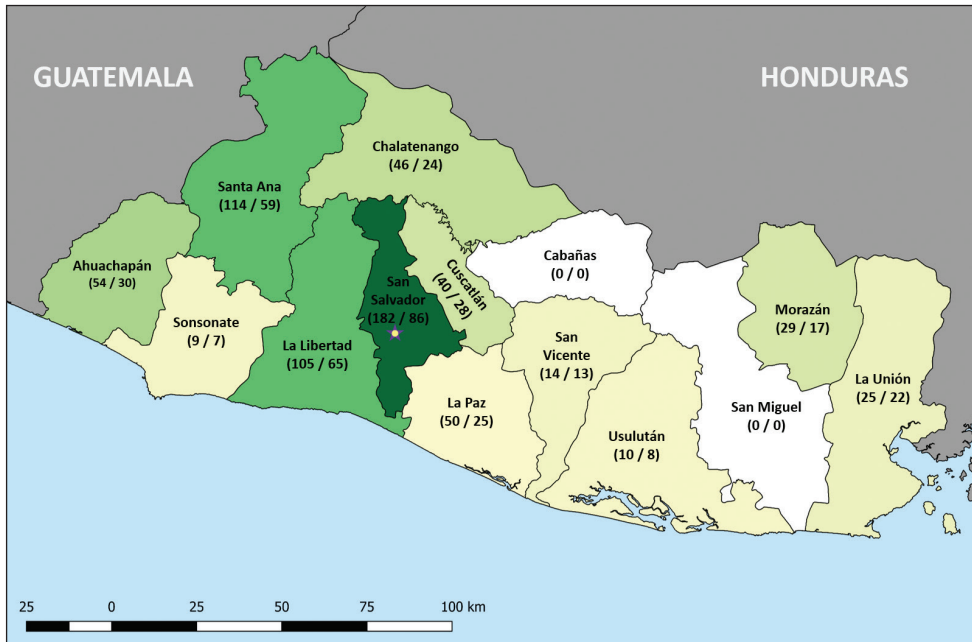 GUATEMALA
HONDURAS
Chalatenango
(46 / 24)
Santa Ana
(114 / 59)
Cabañas
(0 / 0)
Ahuachapán
(54 / 30)
Cuscatlán
(40 / 28)
San
Salvador
(182 / 86)
Morazán
(29 / 17)
Sonsonate
(9 / 7)
La Libertad
(105 / 65)
San
Vicente
(14 / 13)
La Unión
(25 / 22)
La Paz
(50 / 25)
San Miguel
(0 / 0)
Usulután
(10 / 8)
25 0 25 50 75 100 km